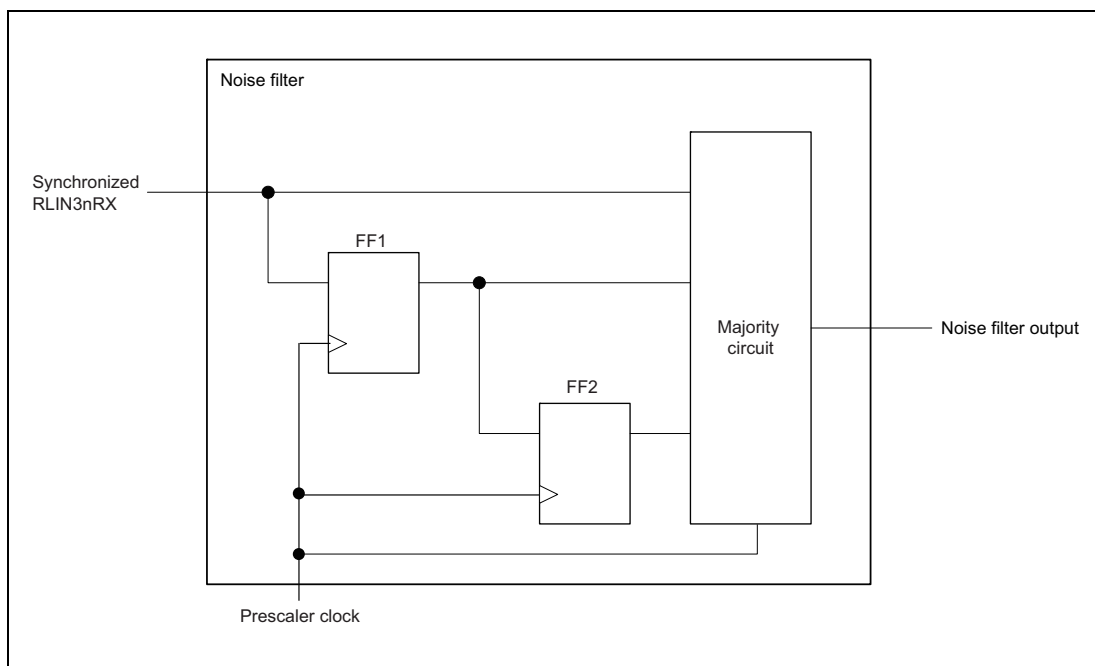 Noise filter
Synchronized
RLIN3nRX
FF1
Majority
circuit
Noise filter output
FF2
Prescaler clock